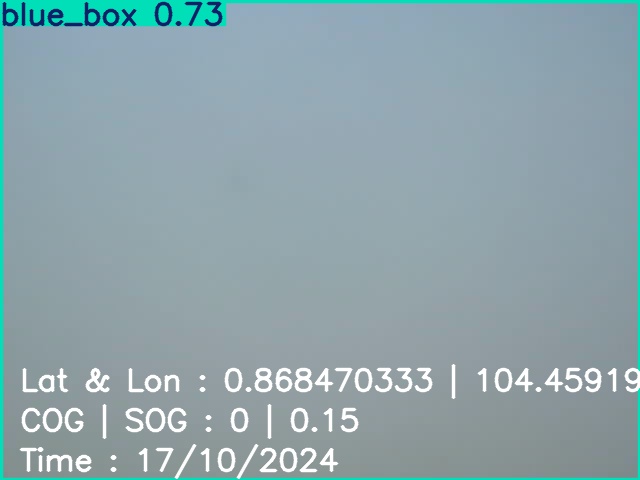 blue_box 0.73
Lat & Lon : 0.868470333 | 104.45919
COG | SOG : 0 | 0.15
Time : 17/10/2024